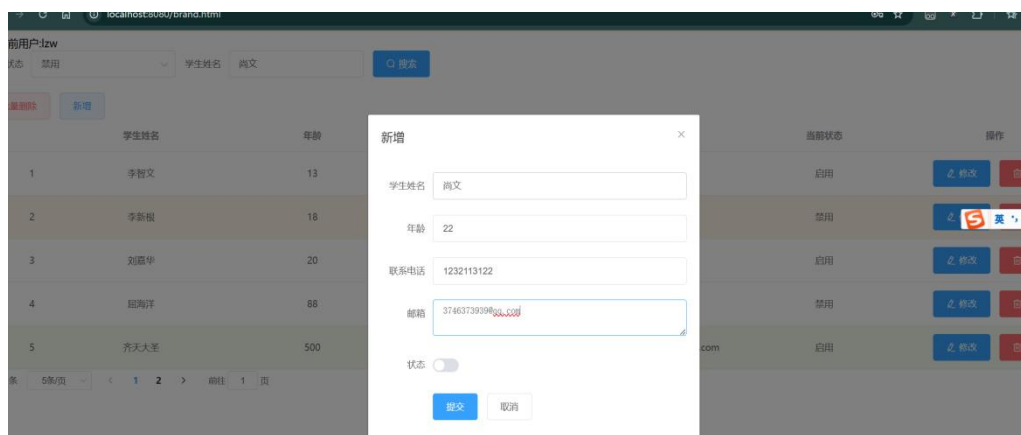 localhost:8080/brand.html
前用户:lzw
状态 禁用 学生姓名 尚文 搜索
批量删除 新增
学生姓名 年龄 当前状态 操作
1 李智文 13 启用 修改
2 李新根 18 禁用
3 刘嘉华 20 启用 修改
4 屈海洋 88 禁用 修改
5 齐天大圣 500 .com 启用 修改
条 5条/页 < 1 2 > 前往 1 页
新增 ×
学生姓名 尚文
年龄 22
联系电话 1232113122
邮箱 3746373939@qq.com
状态
提交 取消
S 英